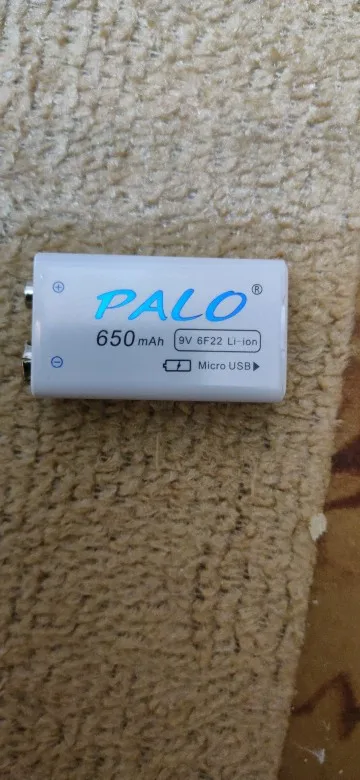 PALO®
650 mAh 9V 6F22 Li-ion
Micro USB